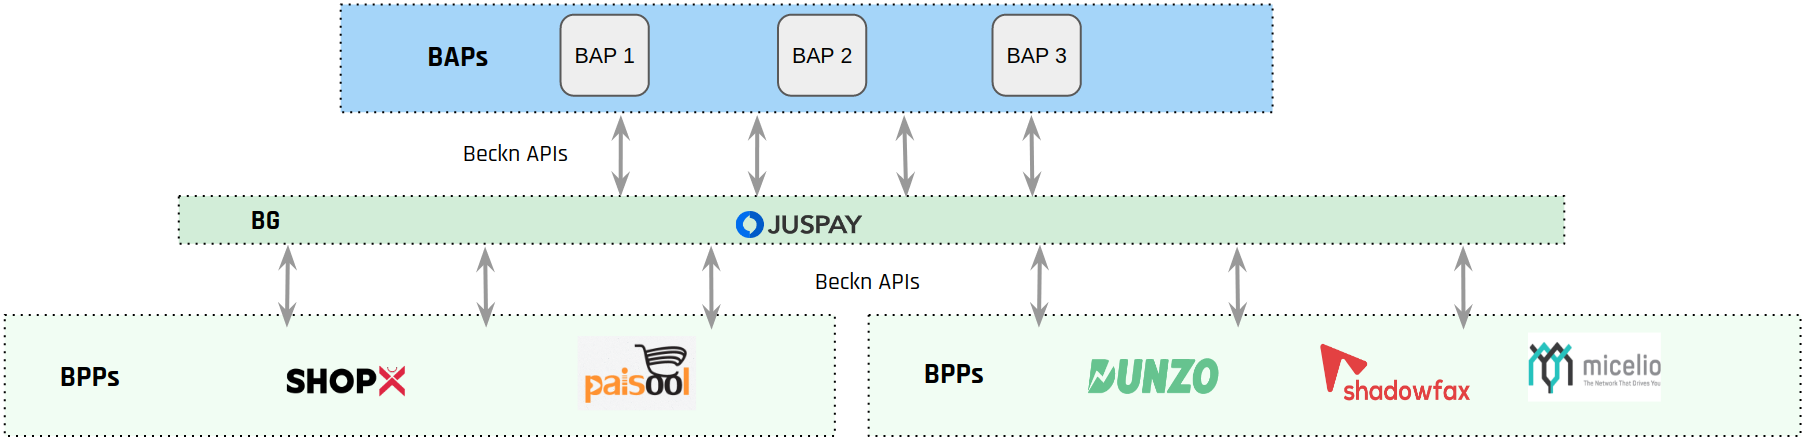 BAPs
BAP 1
BAP 2
BAP 3
Beckn APIs
BG
JUSPAY
Beckn APIs
BPPs
SHOPX
paisool
BPPs
DUNZO
shadowfax
micelio
The Network That Drives You